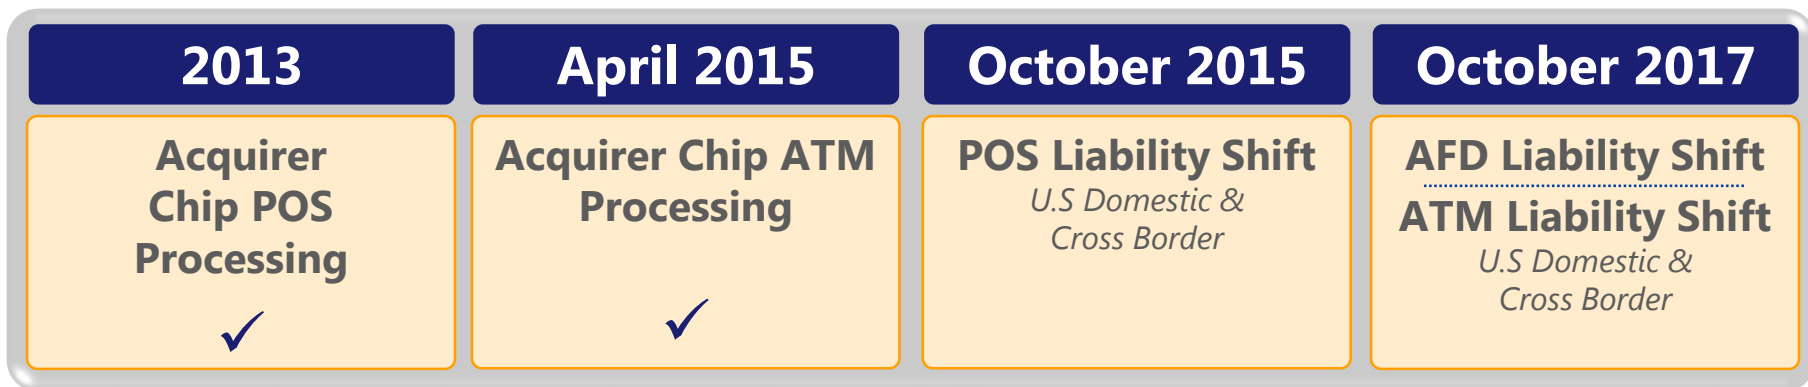 2013
Acquirer
Chip POS
Processing
✓
April 2015
Acquirer Chip ATM
Processing
✓
October 2015
POS Liability Shift
U.S Domestic &
Cross Border
October 2017
AFD Liability Shift
ATM Liability Shift
U.S Domestic &
Cross Border